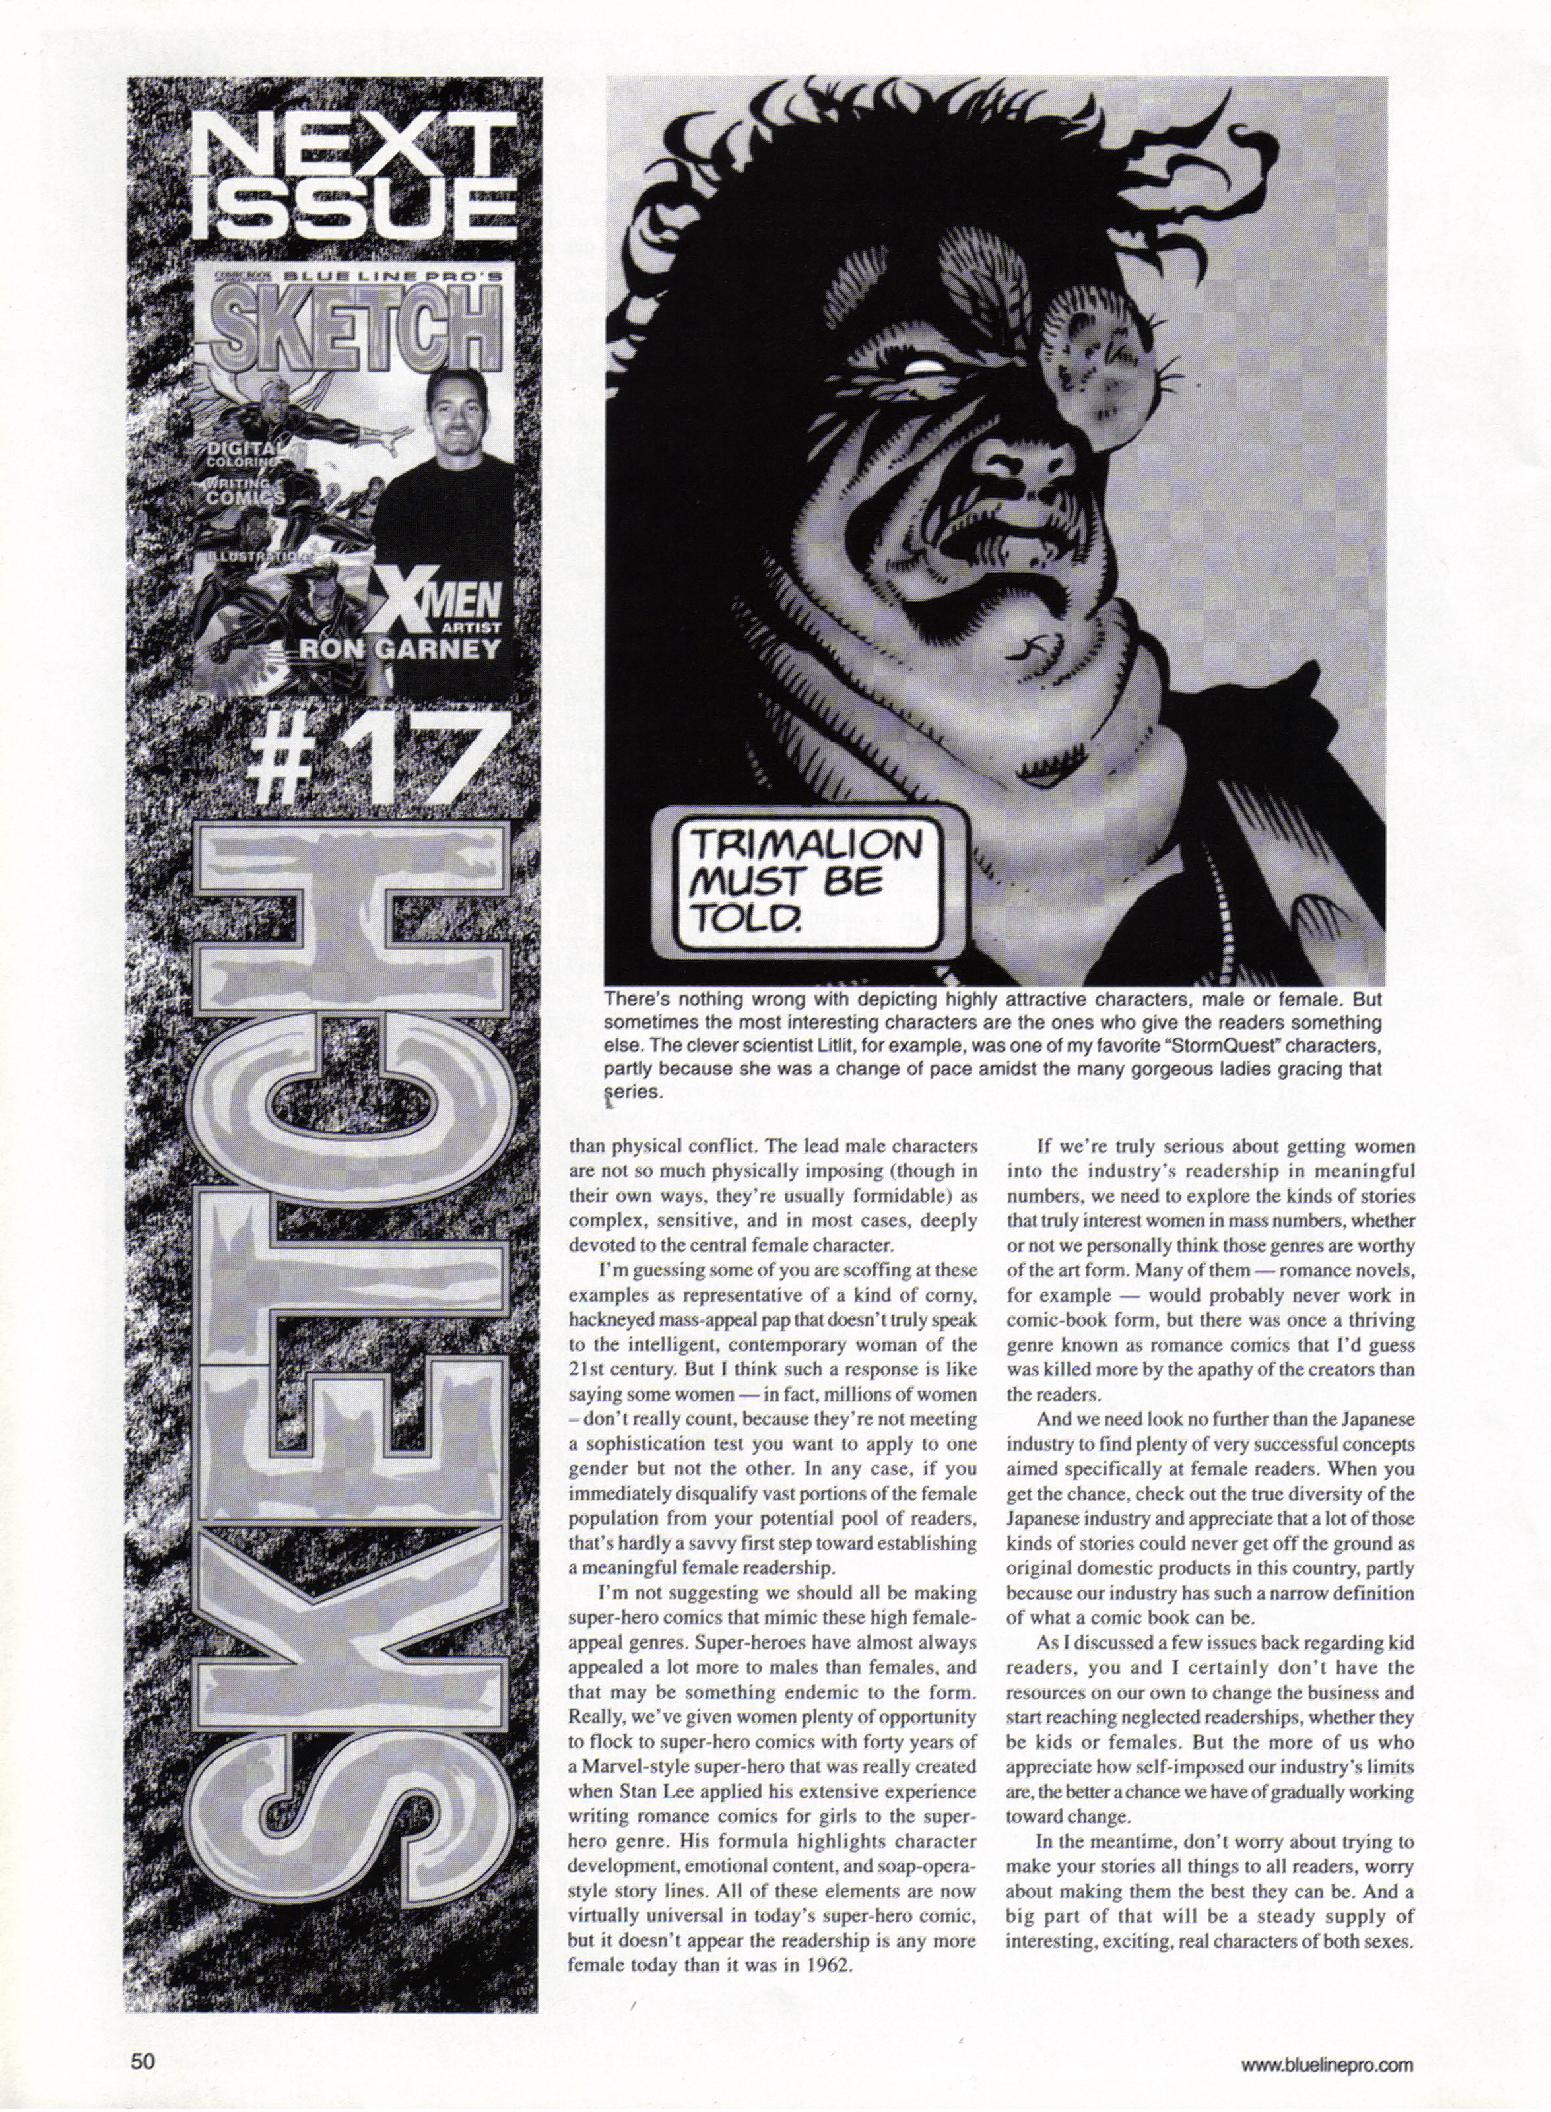 NEXT
ISSUE
COMIC BOOK
BLUE LINE PRO'S
SKETCH
DIGITAL
COLORING
WRITING
COMICS
ILLUSTRATION
XMEN
ARTIST
RON GARNEY
#17
SKETCH
TRIMALION
MUST BE
TOLD.
There's nothing wrong with depicting highly attractive characters, male or female. But
sometimes the most interesting characters are the ones who give the readers something
else. The clever scientist Litlit, for example, was one of my favorite “StormQuest” characters,
partly because she was a change of pace amidst the many gorgeous ladies gracing that
series.
than physical conflict. The lead male characters
are not so much physically imposing (though in
their own ways, they're usually formidable) as
complex, sensitive, and in most cases, deeply
devoted to the central female character.
I'm guessing some of you are scoffing at these
examples as representative of a kind of corny,
hackneyed mass-appeal pap that doesn't truly speak
to the intelligent, contemporary woman of the
21st century. But I think such a response is like
saying some women — in fact, millions of women
– don't really count, because they're not meeting
a sophistication test you want to apply to one
gender but not the other. In any case, if you
immediately disqualify vast portions of the female
population from your potential pool of readers,
that's hardly a savvy first step toward establishing
a meaningful female readership.
I'm not suggesting we should all be making
super-hero comics that mimic these high female-
appeal genres. Super-heroes have almost always
appealed a lot more to males than females, and
that may be something endemic to the form.
Really, we've given women plenty of opportunity
to flock to super-hero comics with forty years of
a Marvel-style super-hero that was really created
when Stan Lee applied his extensive experience
writing romance comics for girls to the super-
hero genre. His formula highlights character
development, emotional content, and soap-opera-
style story lines. All of these elements are now
virtually universal in today's super-hero comic,
but it doesn't appear the readership is any more
female today than it was in 1962.
If we're truly serious about getting women
into the industry's readership in meaningful
numbers, we need to explore the kinds of stories
that truly interest women in mass numbers, whether
or not we personally think those genres are worthy
of the art form. Many of them — romance novels,
for example — would probably never work in
comic-book form, but there was once a thriving
genre known as romance comics that I'd guess
was killed more by the apathy of the creators than
the readers.
And we need look no further than the Japanese
industry to find plenty of very successful concepts
aimed specifically at female readers. When you
get the chance, check out the true diversity of the
Japanese industry and appreciate that a lot of those
kinds of stories could never get off the ground as
original domestic products in this country, partly
because our industry has such a narrow definition
of what a comic book can be.
As I discussed a few issues back regarding kid
readers, you and I certainly don't have the
resources on our own to change the business and
start reaching neglected readerships, whether they
be kids or females. But the more of us who
appreciate how self-imposed our industry's limits
are, the better a chance we have of gradually working
toward change.
In the meantime, don't worry about trying to
make your stories all things to all readers, worry
about making them the best they can be. And a
big part of that will be a steady supply of
interesting, exciting, real characters of both sexes.
50
www.bluelinepro.com